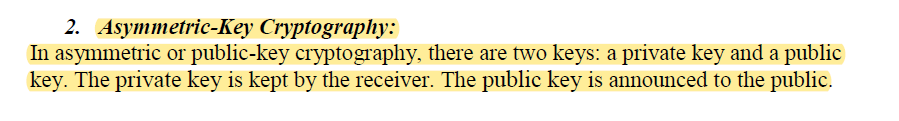 2. Asymmetric-Key Cryptography:
In asymmetric or public-key cryptography, there are two keys: a private key and a public
key. The private key is kept by the receiver. The public key is announced to the public.